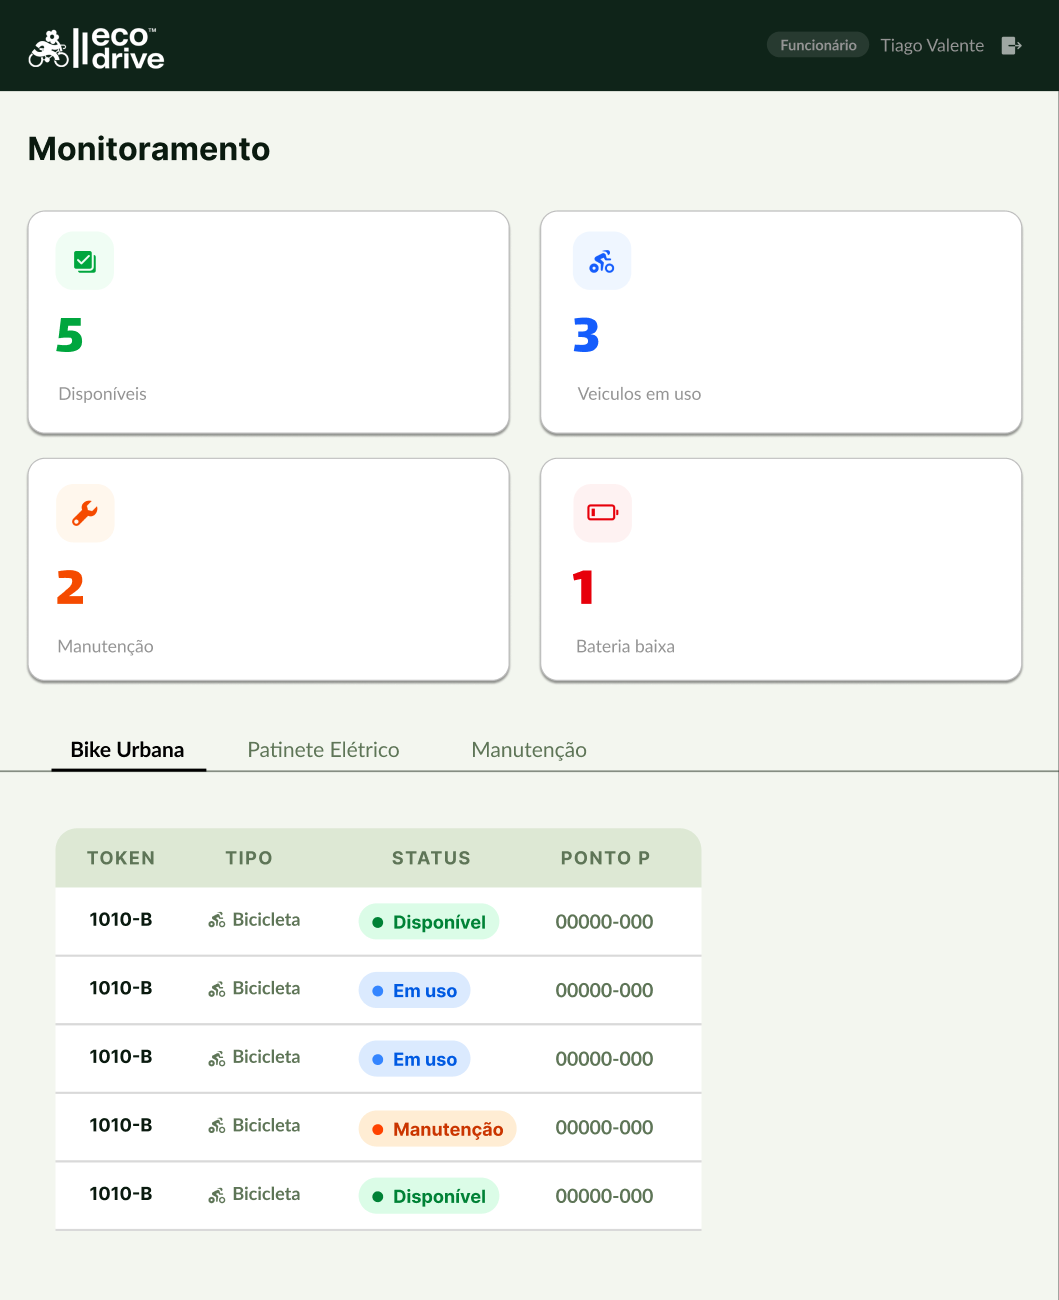 eco™
drive
Funcionário Tiago Valente
Monitoramento
5
Disponíveis
3
Veiculos em uso
2
Manutenção
1
Bateria baixa
Bike Urbana Patinete Elétrico Manutenção
TOKEN TIPO STATUS PONTO P
1010-B Bicicleta Disponível 00000-000
1010-B Bicicleta Em uso 00000-000
1010-B Bicicleta Em uso 00000-000
1010-B Bicicleta Manutenção 00000-000
1010-B Bicicleta Disponível 00000-000